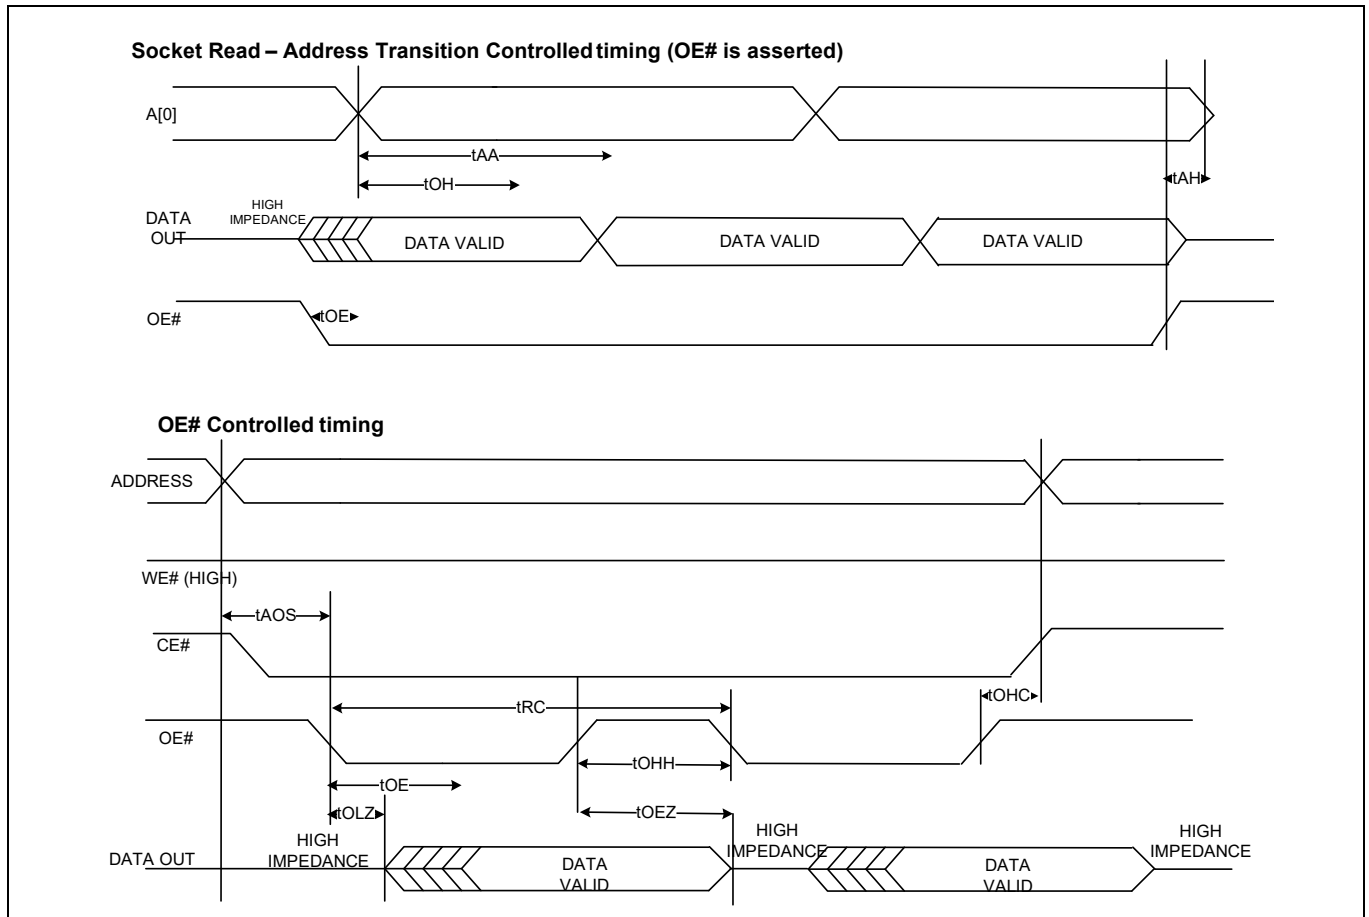 Socket Read – Address Transition Controlled timing (OE# is asserted)
A[0]
tAA
tOH
tAH
HIGH
IMPEDANCE
DATA
OUT
DATA VALID
DATA VALID
DATA VALID
OE#
tOE
OE# Controlled timing
ADDRESS
WE# (HIGH)
tAOS
CE#
tOHC
tRC
OE#
tOHH
tOE
tOLZ
tOEZ
HIGH
IMPEDANCE
HIGH
IMPEDANCE
HIGH
IMPEDANCE
DATA OUT
DATA
VALID
DATA
VALID